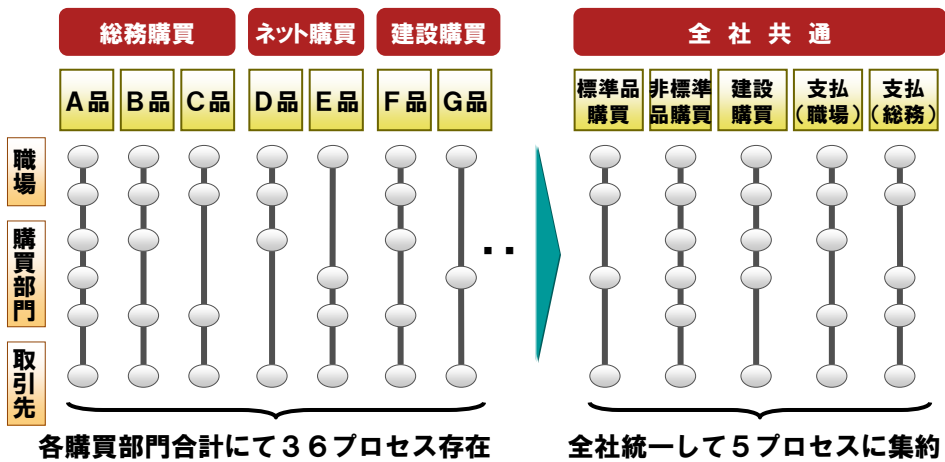 総務購買
ネット購買
建設購買
全社共通
A品
B品
C品
D品
E品
F品
G品
標準品
購買
非標準
品購買
建設
購買
支払
（職場）
支払
（総務）
職場
購買部門
取引先
・・
各購買部門合計にて３６プロセス存在
全社統一して５プロセスに集約